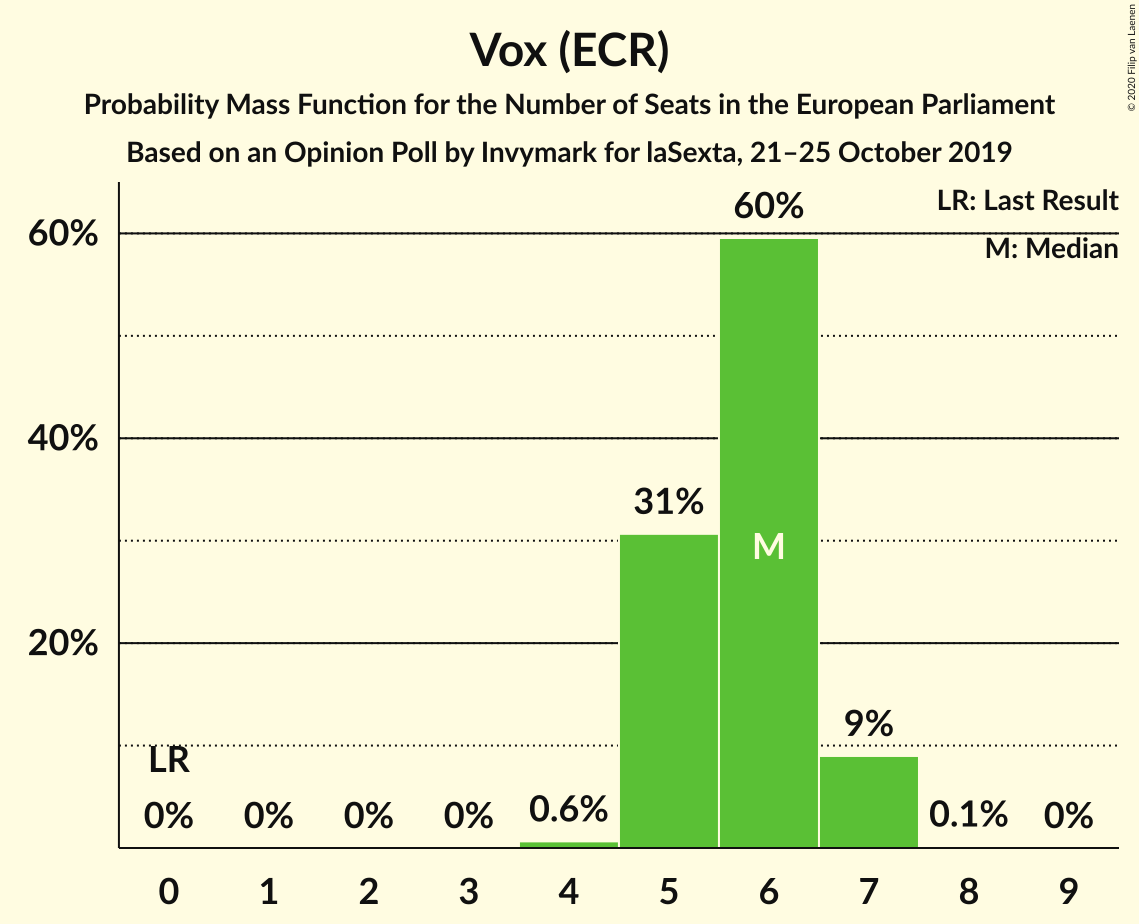 Vox (ECR)
Probability Mass Function for the Number of Seats in the European Parliament
Based on an Opinion Poll by Invymark for laSexta, 21–25 October 2019
© 2020 Filip van Laenen
LR: Last Result
M: Median
60%
40%
20%
60%
31%
M
9%
LR
0%
0%
0%
0%
0.6%
0.1%
0%
0 1 2 3 4 5 6 7 8 9